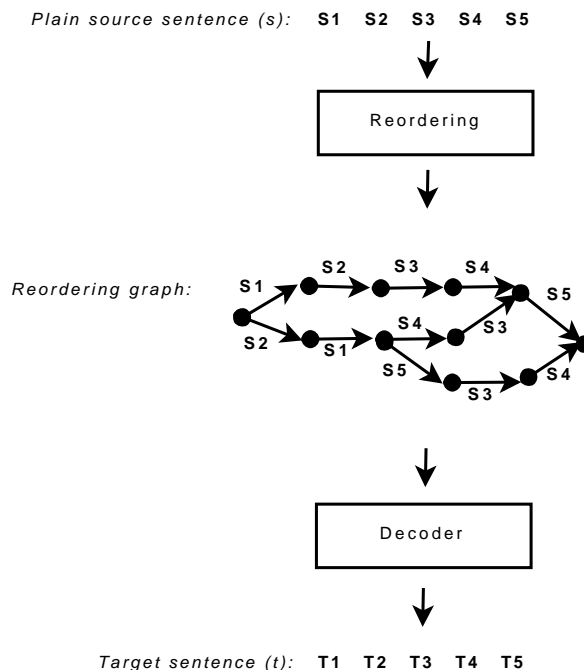 Plain source sentence (s): S1 S2 S3 S4 S5
Reordering
S2 S3 S4
S1 S5
Reordering graph:
S4 S3
S2 S1
S5 S4
S3
Decoder
Target sentence (t): T1 T2 T3 T4 T5